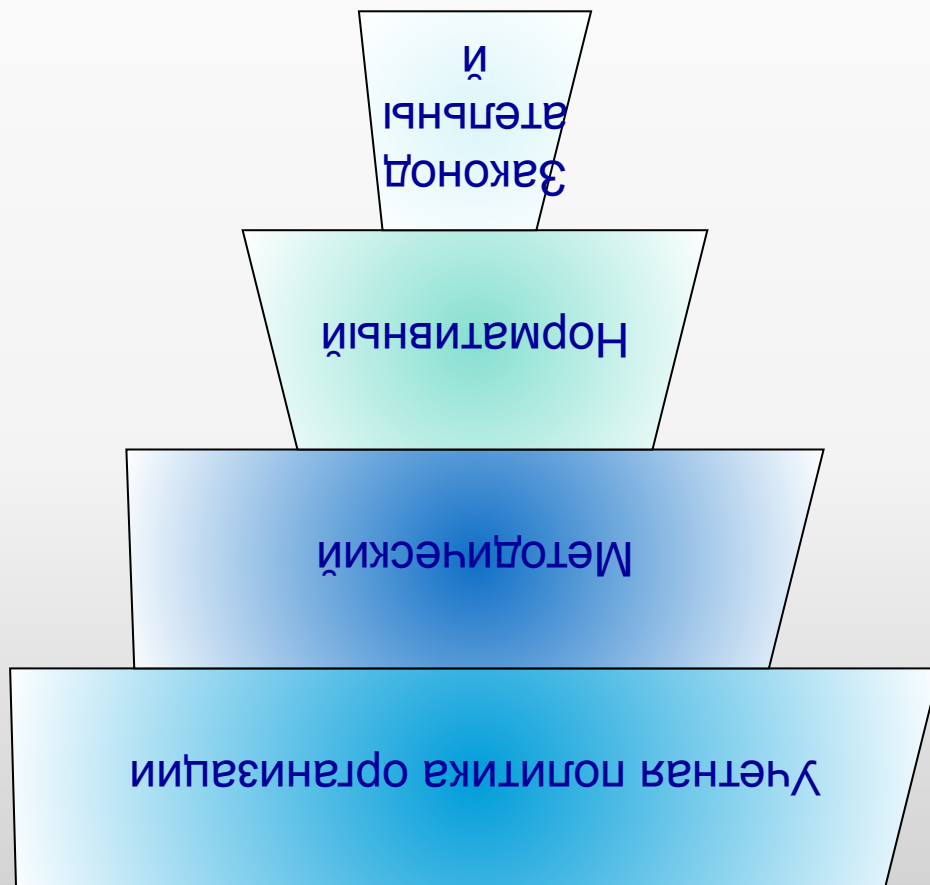 Учетная политика организации
Методический
Нормативный
Законод
ательны
й